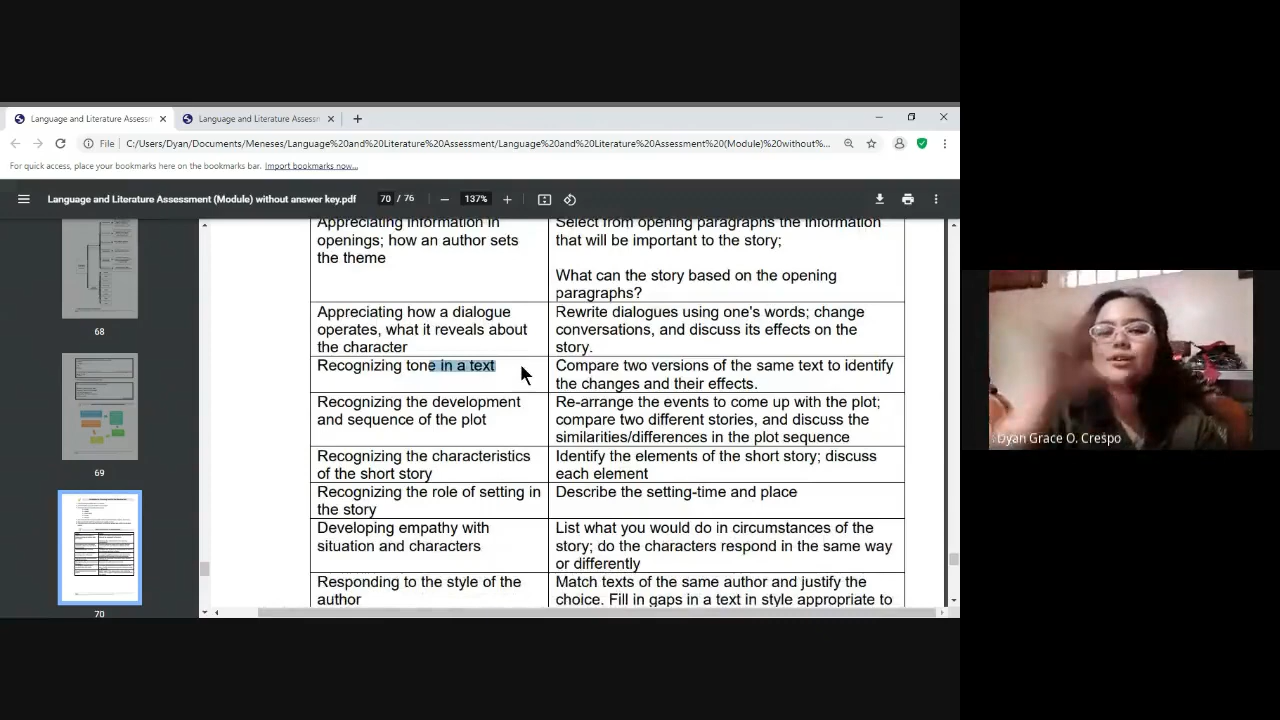 Language and Literature Assessm
Language and Literature Assessm
File
C:/Users/Dyan/Documents/Meneses/Language%20and%20Literature%20Assessment/Language%20and%20Literature%20Assessment%20(Module)%20without%...
For quick access, place your bookmarks here on the bookmarks bar. Import bookmarks now...
Language and Literature Assessment (Module) without answer key.pdf
70 / 76
137%
Appreciating information in
openings; how an author sets
the theme
Select from opening paragraphs the information
that will be important to the story;
What can the story based on the opening
paragraphs?
Appreciating how a dialogue
operates, what it reveals about
the character
Rewrite dialogues using one's words; change
conversations, and discuss its effects on the
story.
Recognizing tone in a text
Compare two versions of the same text to identify
the changes and their effects.
Recognizing the development
and sequence of the plot
Re-arrange the events to come up with the plot;
compare two different stories, and discuss the
similarities/differences in the plot sequence
Recognizing the characteristics
of the short story
Identify the elements of the short story; discuss
each element
Recognizing the role of setting in
the story
Describe the setting-time and place
Developing empathy with
situation and characters
List what you would do in circumstances of the
story; do the characters respond in the same way
or differently
Responding to the style of the
author
Match texts of the same author and justify the
choice. Fill in gaps in a text in style appropriate to
68
69
70
Dyan Grace O. Crespo